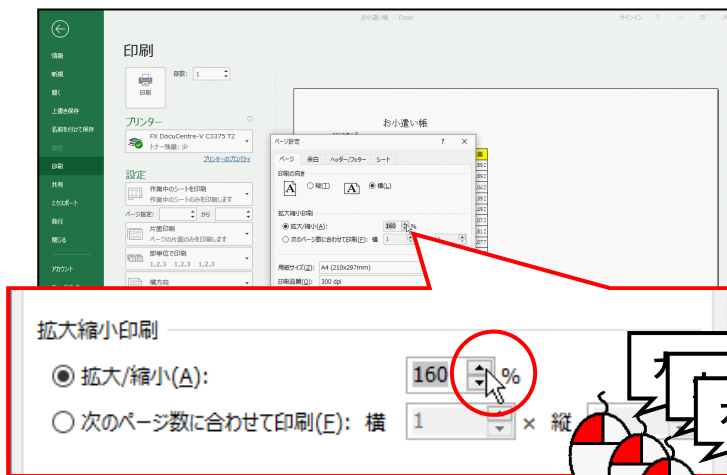 お小遣い帳 - Excel
サインイン ? － □ ×
情報
新規
開く
上書き保存
名前を付けて保存
履歴
印刷
共有
エクスポート
発行
閉じる
アカウント
印刷
部数: 1
印刷
プリンター
FX DocuCentre-V C3375 T2
トナー残量: 少
プリンターのプロパティ
設定
作業中のシートを印刷
作業中のシートのみを印刷します
ページ指定: から
片面印刷
ページの片面のみを印刷します
部単位で印刷
1,2,3 1,2,3 1,2,3
横方向
お小遣い帳
ページ設定 ? ×
ページ 余白 ヘッダー/フッター シート
印刷の向き
A 縦(T) A 横(L)
拡大縮小印刷
拡大/縮小(A): 160 %
次のページ数に合わせて印刷(F): 横 1
用紙サイズ(Z): A4 (210x297mm)
印刷品質(Q): 300 dpi
拡大縮小印刷
拡大/縮小(A): 160 %
次のページ数に合わせて印刷(F): 横 1 × 縦